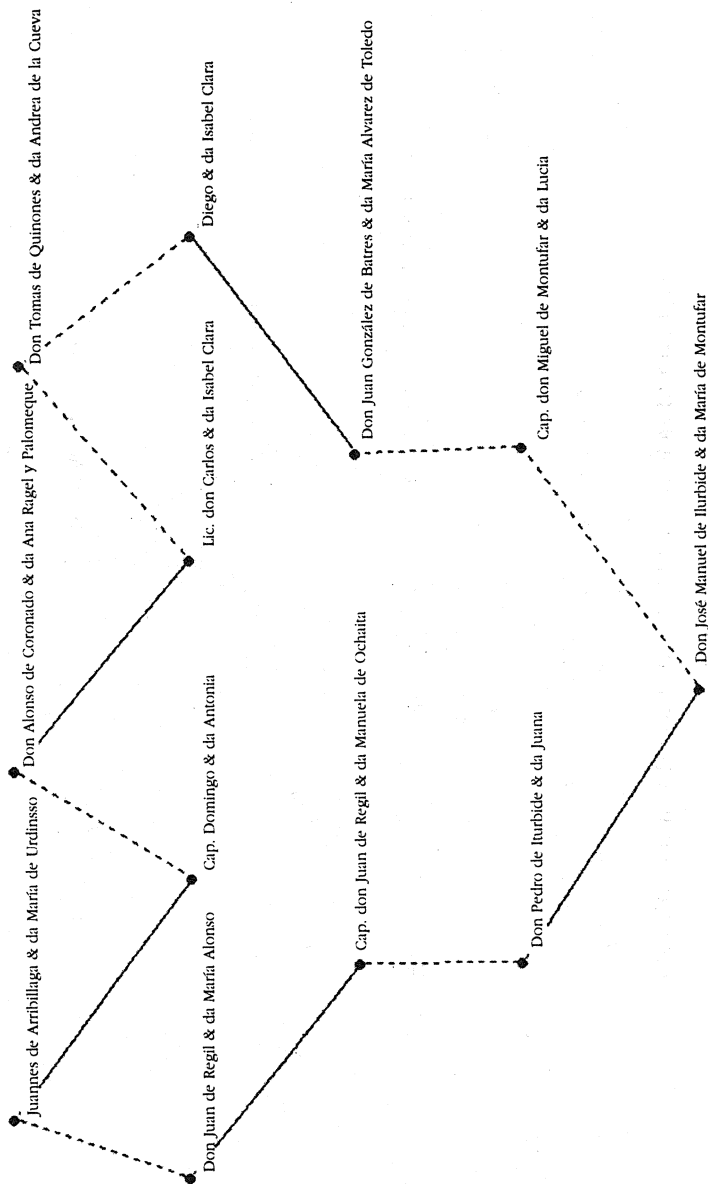 Juannes de Arribillaga & da María de Urdinsso
Don Alonso de Coronado & da Ana Ragel y Palomeque
Don Tomas de Quinones & da Andrea de la Cueva
Don Juan de Regil & da María Alonso
Cap. Domingo & da Antonia
Lic. don Carlos & da Isabel Clara
Diego & da Isabel Clara
Cap. don Juan de Regil & da Manuela de Ochaita
Don Juan González de Batres & da María Alvarez de Toledo
Don Pedro de Iturbide & da Juana
Cap. don Miguel de Montufar & da Lucia
Don José Manuel de Ilurbide & da María de Montufar